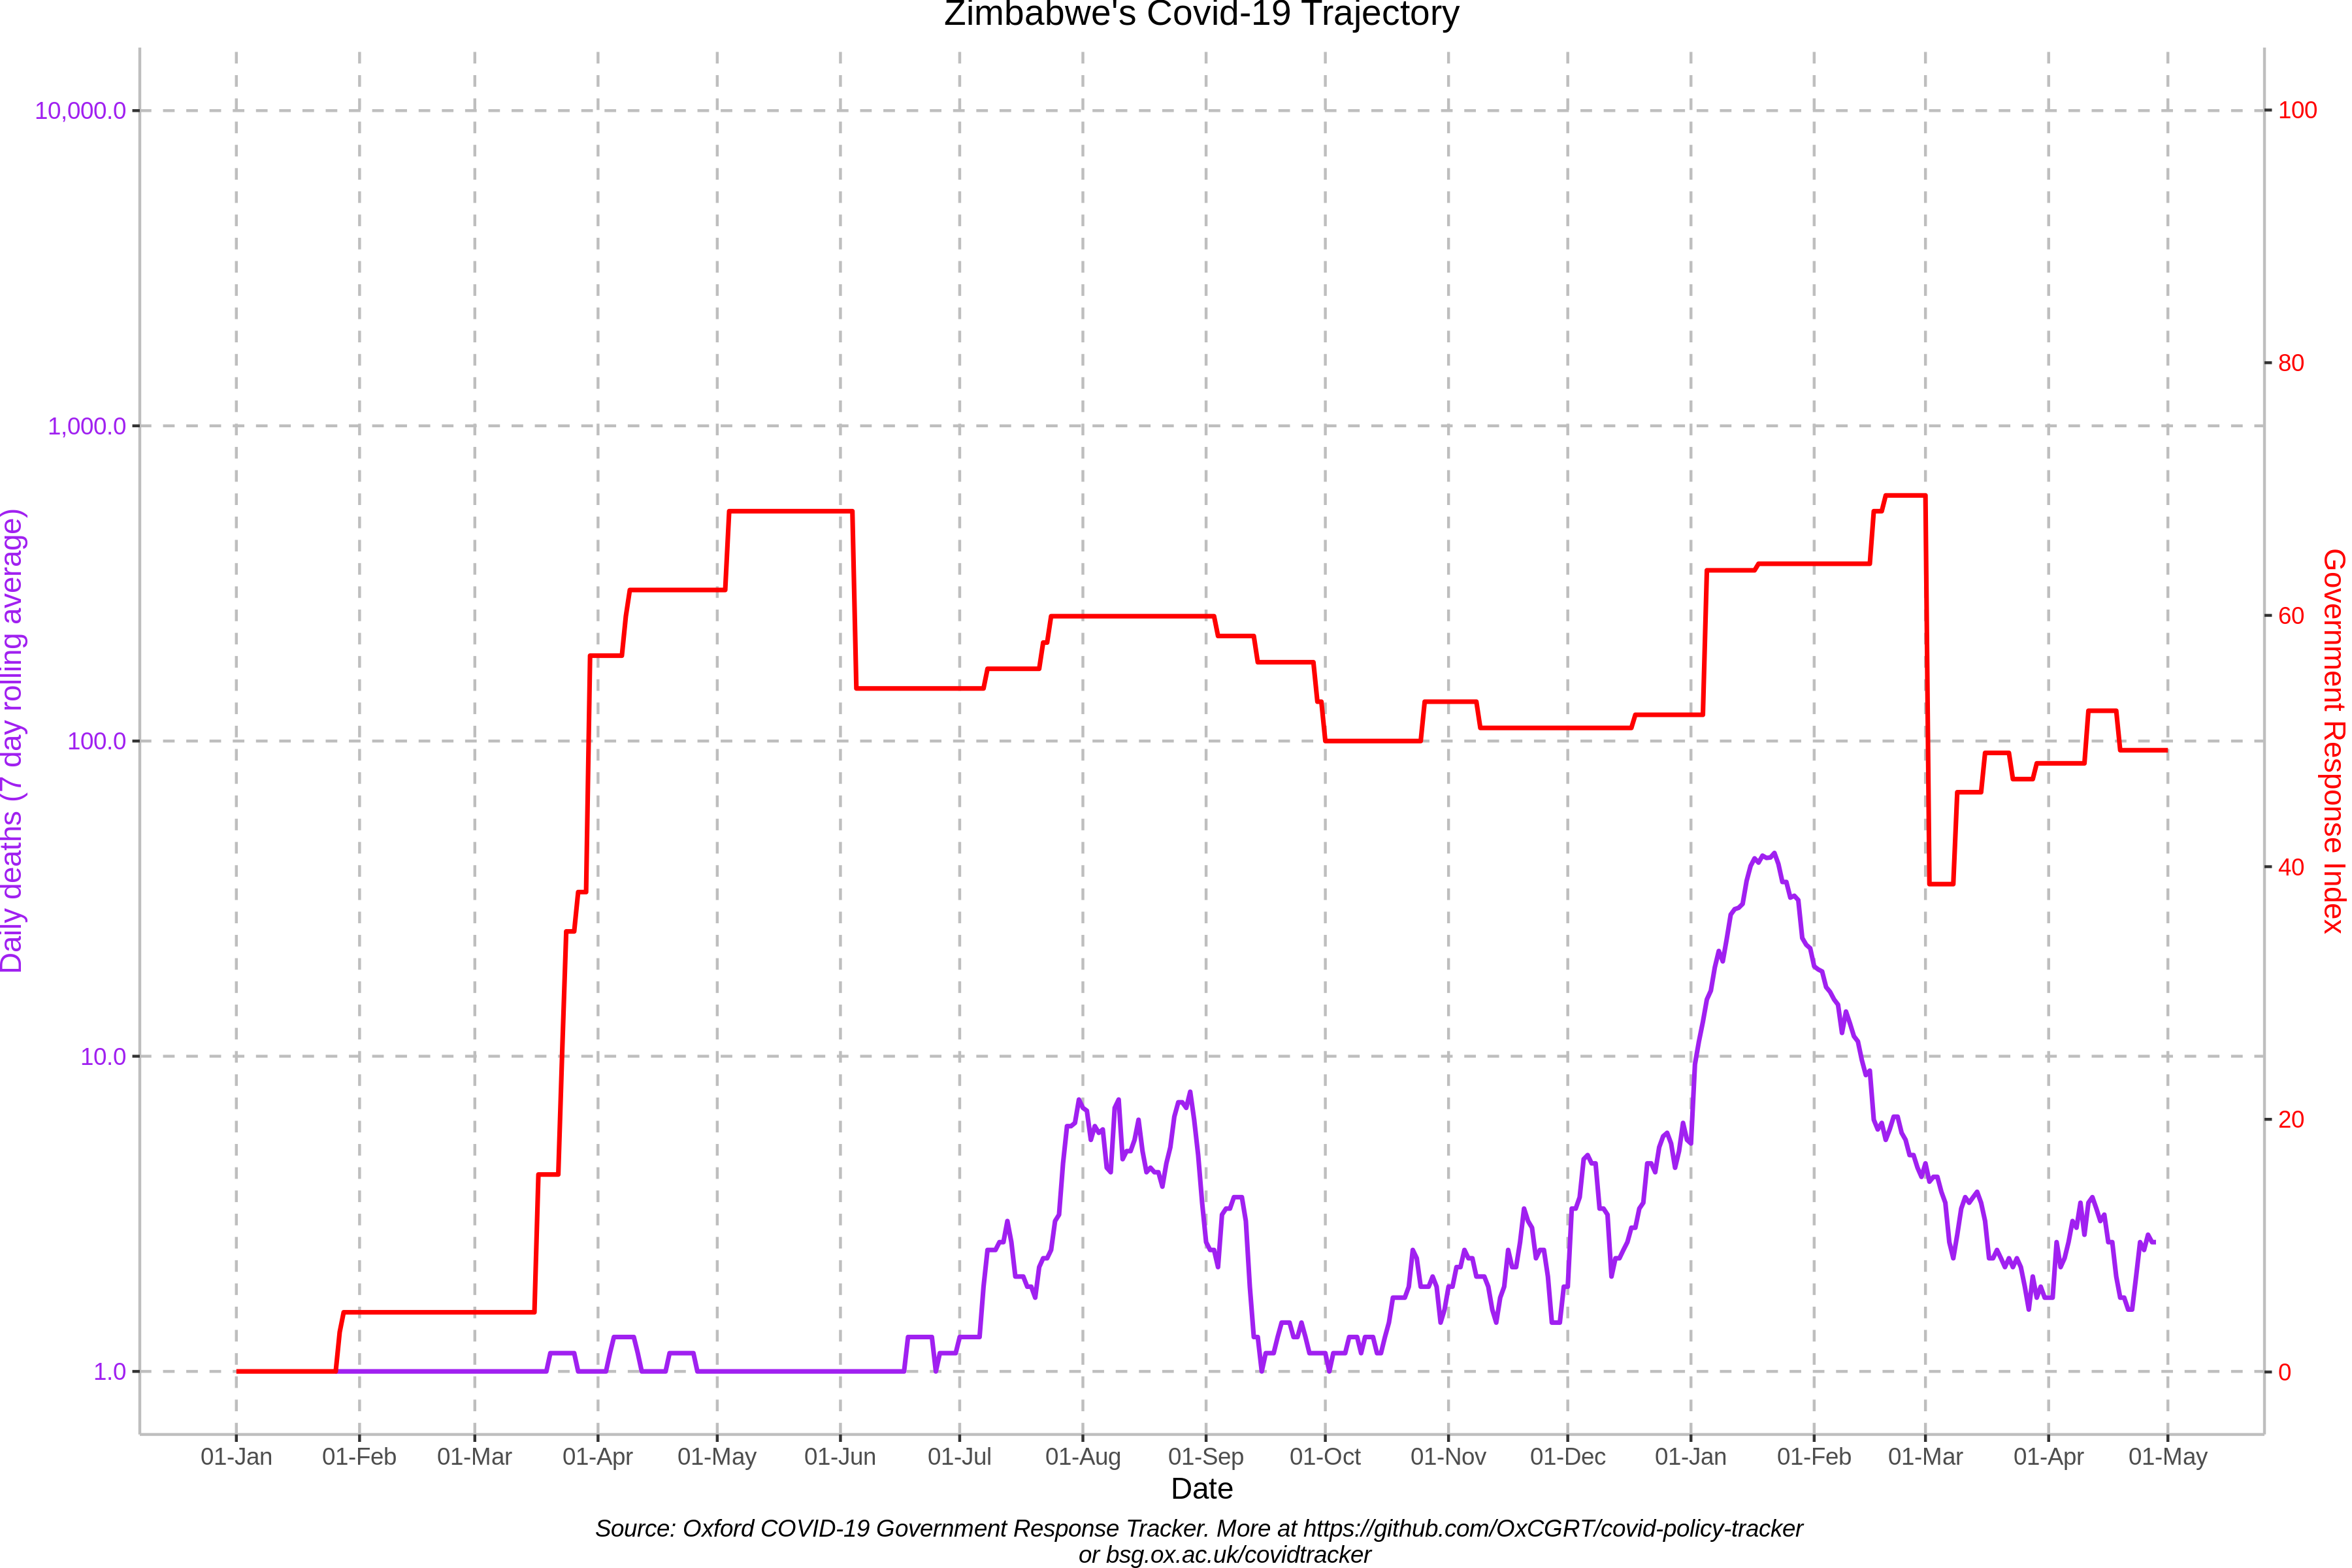 Zimbabwe's Covid-19 Trajectory
Daily deaths (7 day rolling average)
10,000.0
1,000.0
100.0
10.0
1.0
100
80
60
40
20
0
Government Response Index
01-Jan 01-Feb 01-Mar 01-Apr 01-May 01-Jun 01-Jul 01-Aug 01-Sep 01-Oct 01-Nov 01-Dec 01-Jan 01-Feb 01-Mar 01-Apr 01-May
Date
Source: Oxford COVID-19 Government Response Tracker. More at https://github.com/OxCGRT/covid-policy-tracker
or bsg.ox.ac.uk/covidtracker